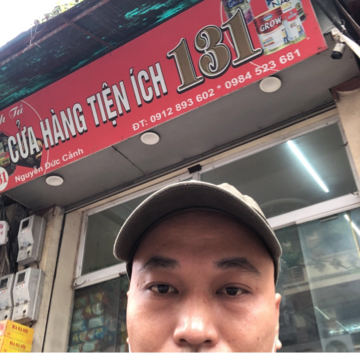 CỬA HÀNG TIỆN ÍCH 131
ĐT: 0912 893 602 * 0984 523 681
Nguyễn Đức Cảnh
GROW